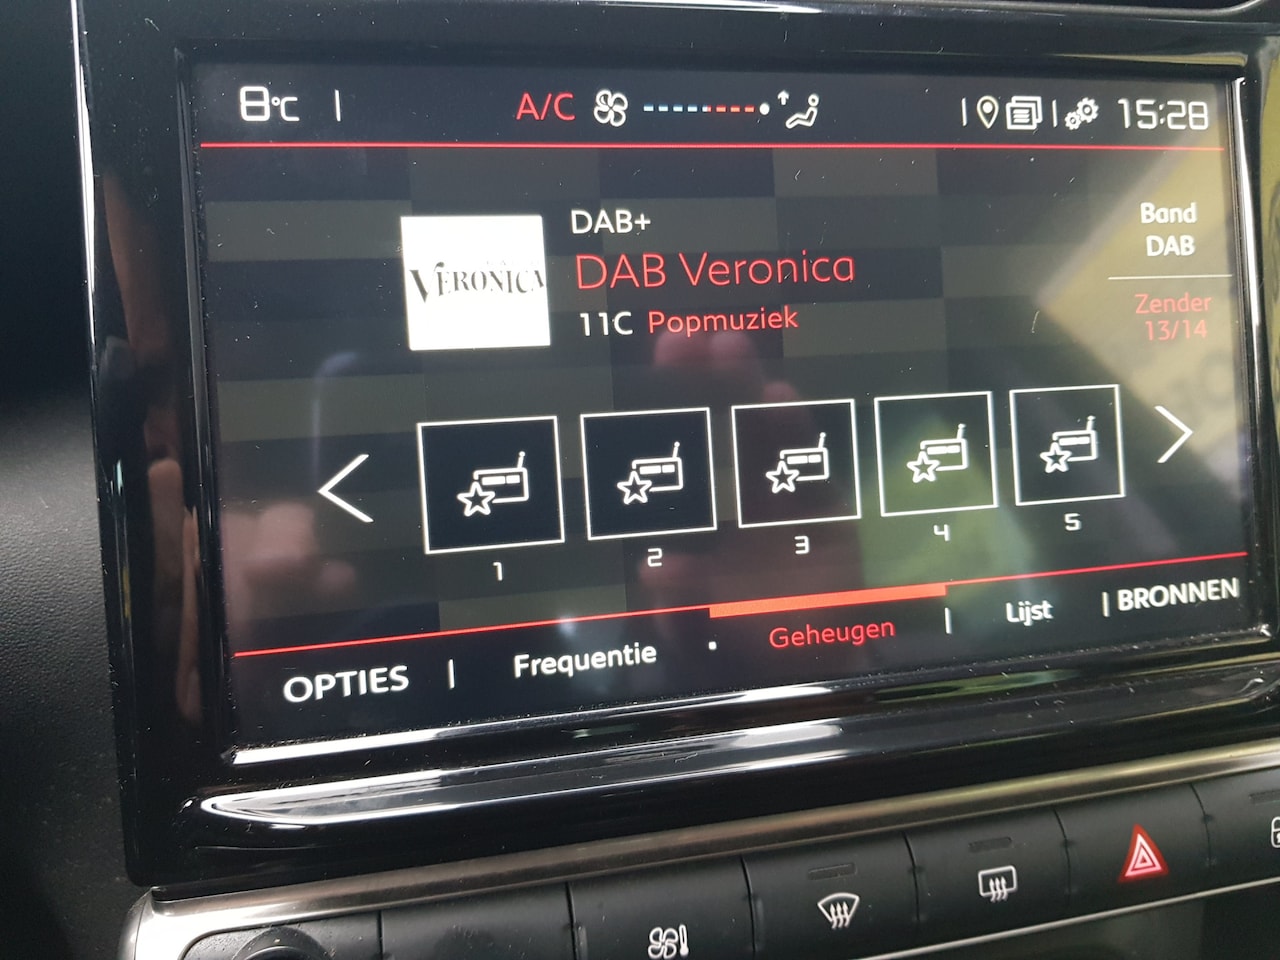 8°C
A/C
15:28
VERONICA
DAB+
DAB Veronica
11C Popmuziek
Band
DAB
Zender
13/14
1
2
3
4
5
OPTIES | Frequentie
Geheugen | Lijst | BRONNEN